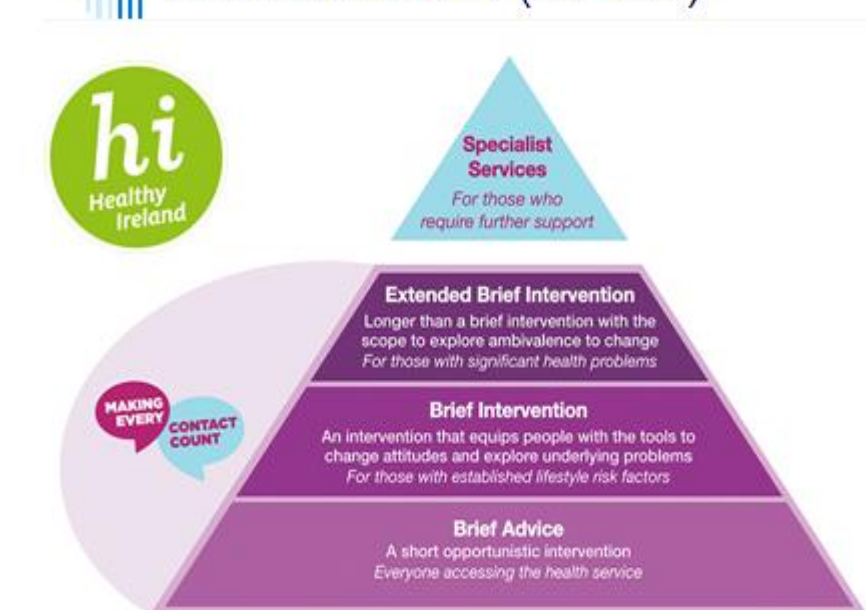 hi
Healthy
Ireland
Specialist
Services
For those who
require further support
Extended Brief Intervention
Longer than a brief intervention with the
scope to explore ambivalence to change
For those with significant health problems
MAKING
EVERY
CONTACT
COUNT
Brief Intervention
An intervention that equips people with the tools to
change attitudes and explore underlying problems
For those with established lifestyle risk factors
Brief Advice
A short opportunistic intervention
Everyone accessing the health service